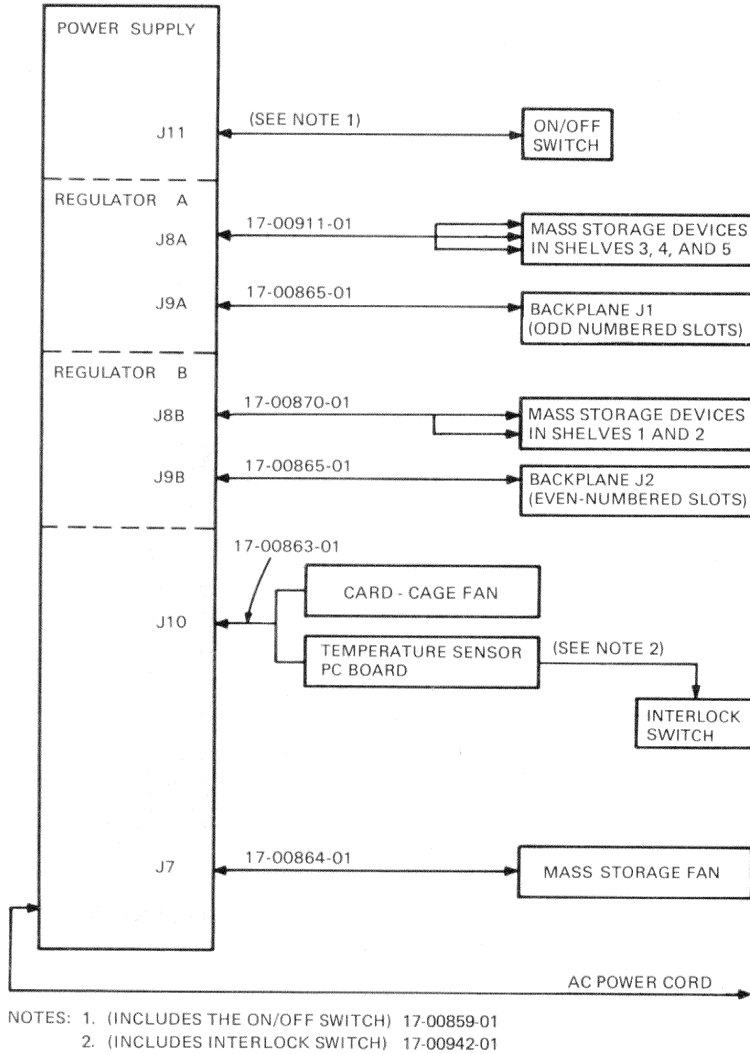 POWER SUPPLY
J11
(SEE NOTE 1)
ON/OFF
SWITCH
REGULATOR A
J8A
17-00911-01
MASS STORAGE DEVICES
IN SHELVES 3, 4, AND 5
J9A
17-00865-01
BACKPLANE J1
(ODD NUMBERED SLOTS)
REGULATOR B
J8B
17-00870-01
MASS STORAGE DEVICES
IN SHELVES 1 AND 2
J9B
17-00865-01
BACKPLANE J2
(EVEN-NUMBERED SLOTS)
17-00863-01
J10
CARD - CAGE FAN
TEMPERATURE SENSOR
PC BOARD
(SEE NOTE 2)
INTERLOCK
SWITCH
J7
17-00864-01
MASS STORAGE FAN
AC POWER CORD
NOTES: 1. (INCLUDES THE ON/OFF SWITCH) 17-00859-01
2. (INCLUDES INTERLOCK SWITCH) 17-00942-01